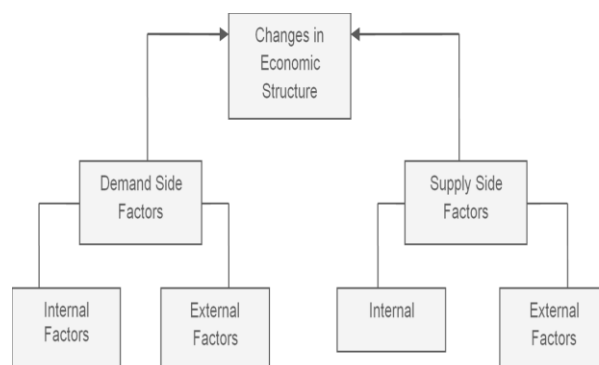 Changes in
Economic
Structure
Demand Side
Factors
Supply Side
Factors
Internal
Factors
External
Factors
Internal
External
Factors